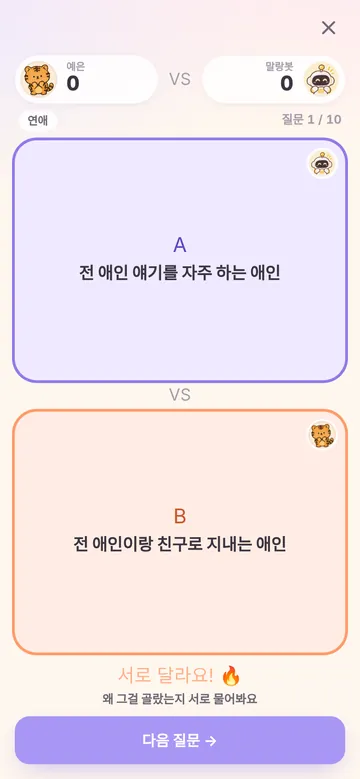 예은
0
VS
말랑봇
0
연애
질문 1 / 10
A
전 애인 얘기를 자주 하는 애인
VS
B
전 애인이랑 친구로 지내는 애인
서로 달라요! 🔥
왜 그걸 골랐는지 서로 물어봐요
다음 질문 →